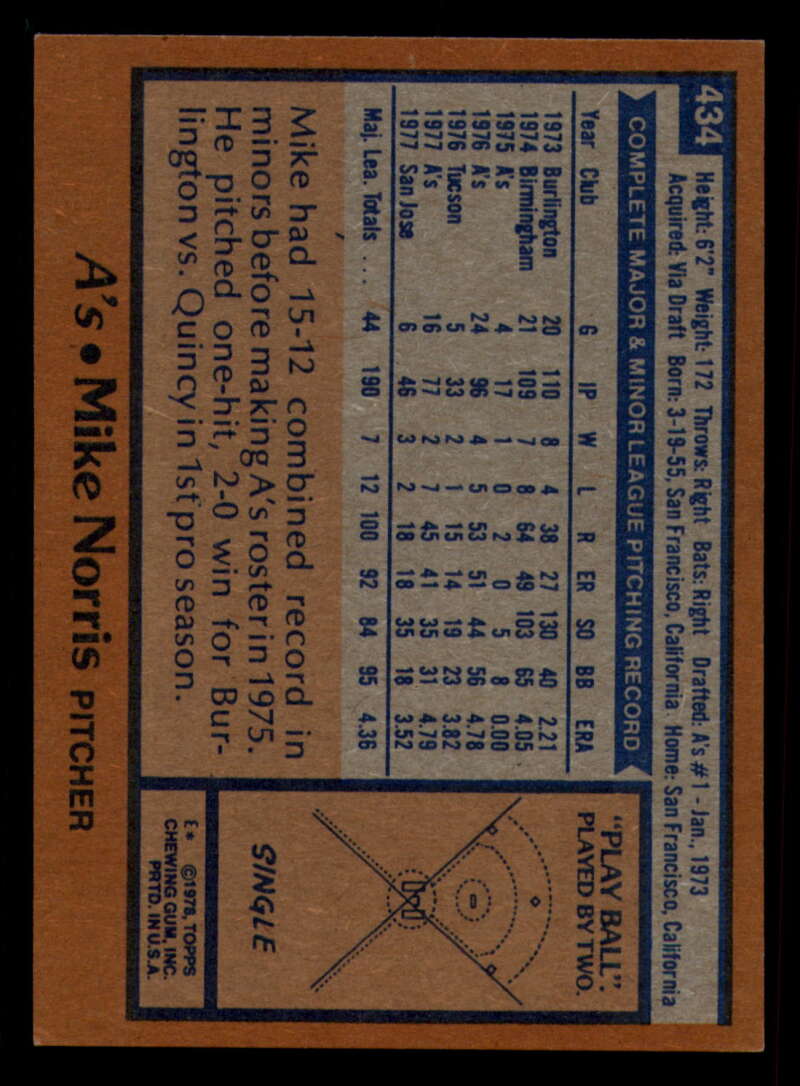 434
Height: 6'2" Weight: 172 Throws: Right Bats: Right Drafted: A's #1 - Jan., 1973
Acquired: Via Draft Born: 3-19-55, San Francisco, California Home: San Francisco, California
COMPLETE MAJOR & MINOR LEAGUE PITCHING RECORD
Year Club G IP W L R ER SO BB ERA
1973 Burlington 20 110 8 4 38 27 130 40 2.21
1974 Birmingham 21 109 7 8 64 49 103 65 4.05
1975 A's 4 17 1 0 2 0 5 8 0.00
1976 A's 24 96 4 5 53 51 44 56 4.78
1976 Tucson 5 33 2 1 15 14 19 23 3.82
1977 A's 16 77 2 7 45 41 35 31 4.79
1977 San Jose 6 46 3 2 18 18 35 18 3.52
Maj. Lea. Totals ... 44 190 7 12 100 92 84 95 4.36
Mike had 15-12 combined record in
minors before making A's roster in 1975.
He pitched one-hit, 2-0 win for Bur-
lington vs. Quincy in 1st pro season.
"PLAY BALL":
PLAYED BY TWO.
SINGLE
E* ©1978, TOPPS
CHEWING GUM, INC.
PRTD. IN U.S.A.
A's • Mike Norris PITCHER